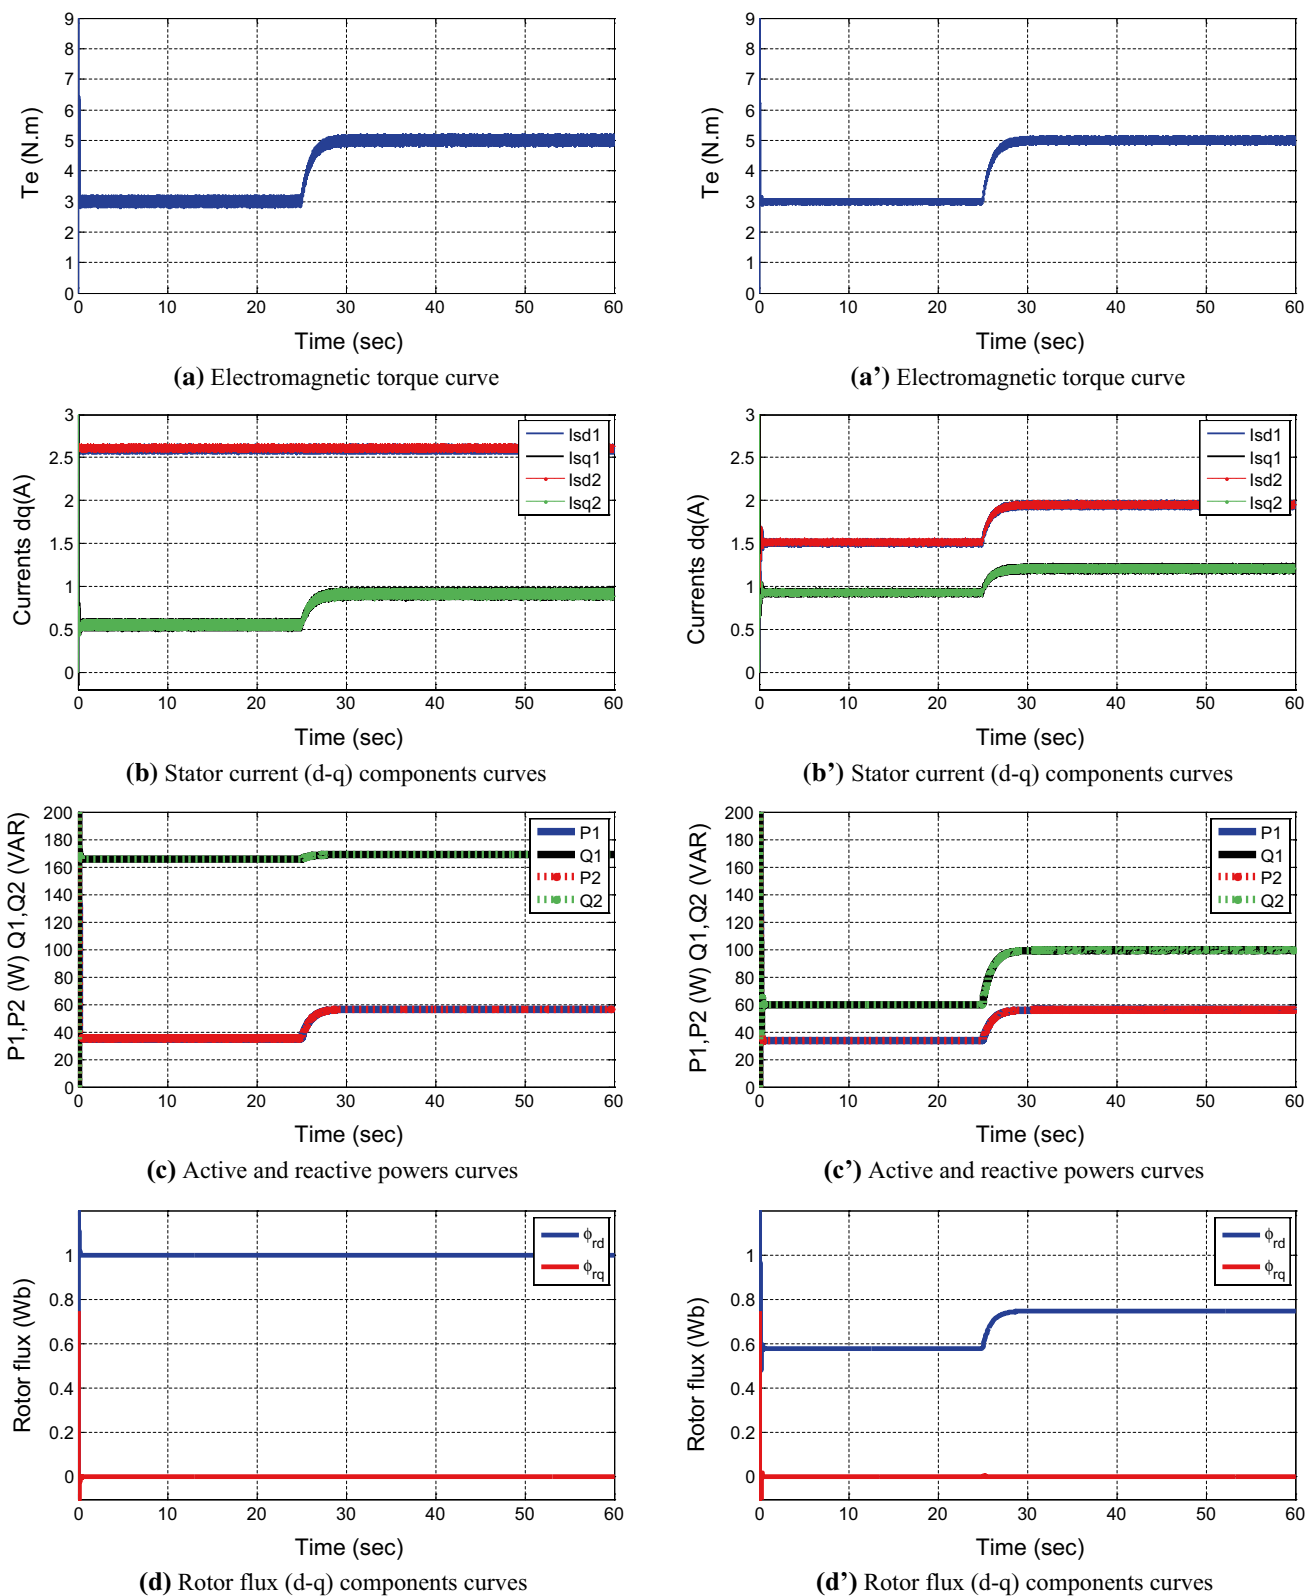 9
8
7
6
5
4
3
2
1
0
Te (N.m)
0 10 20 30 40 50 60
Time (sec)
(a) Electromagnetic torque curve
9
8
7
6
5
4
3
2
1
0
Te (N.m)
0 10 20 30 40 50 60
Time (sec)
(a') Electromagnetic torque curve
3
2.5
2
1.5
1
0.5
0
Currents dq(A)
Isd1
Isq1
Isd2
Isq2
0 10 20 30 40 50 60
Time (sec)
(b) Stator current (d-q) components curves
3
2.5
2
1.5
1
0.5
0
Currents dq(A)
Isd1
Isq1
Isd2
Isq2
0 10 20 30 40 50 60
Time (sec)
(b') Stator current (d-q) components curves
200
180
160
140
120
100
80
60
40
20
0
P1,P2 (W) Q1,Q2 (VAR)
P1
Q1
P2
Q2
0 10 20 30 40 50 60
Time (sec)
(c) Active and reactive powers curves
200
180
160
140
120
100
80
60
40
20
0
P1,P2 (W) Q1,Q2 (VAR)
P1
Q1
P2
Q2
0 10 20 30 40 50 60
Time (sec)
(c') Active and reactive powers curves
1
0.8
0.6
0.4
0.2
0
Rotor flux (Wb)
ϕrd
ϕrq
0 10 20 30 40 50 60
Time (sec)
(d) Rotor flux (d-q) components curves
1
0.8
0.6
0.4
0.2
0
Rotor flux (Wb)
ϕrd
ϕrq
0 10 20 30 40 50 60
Time (sec)
(d') Rotor flux (d-q) components curves